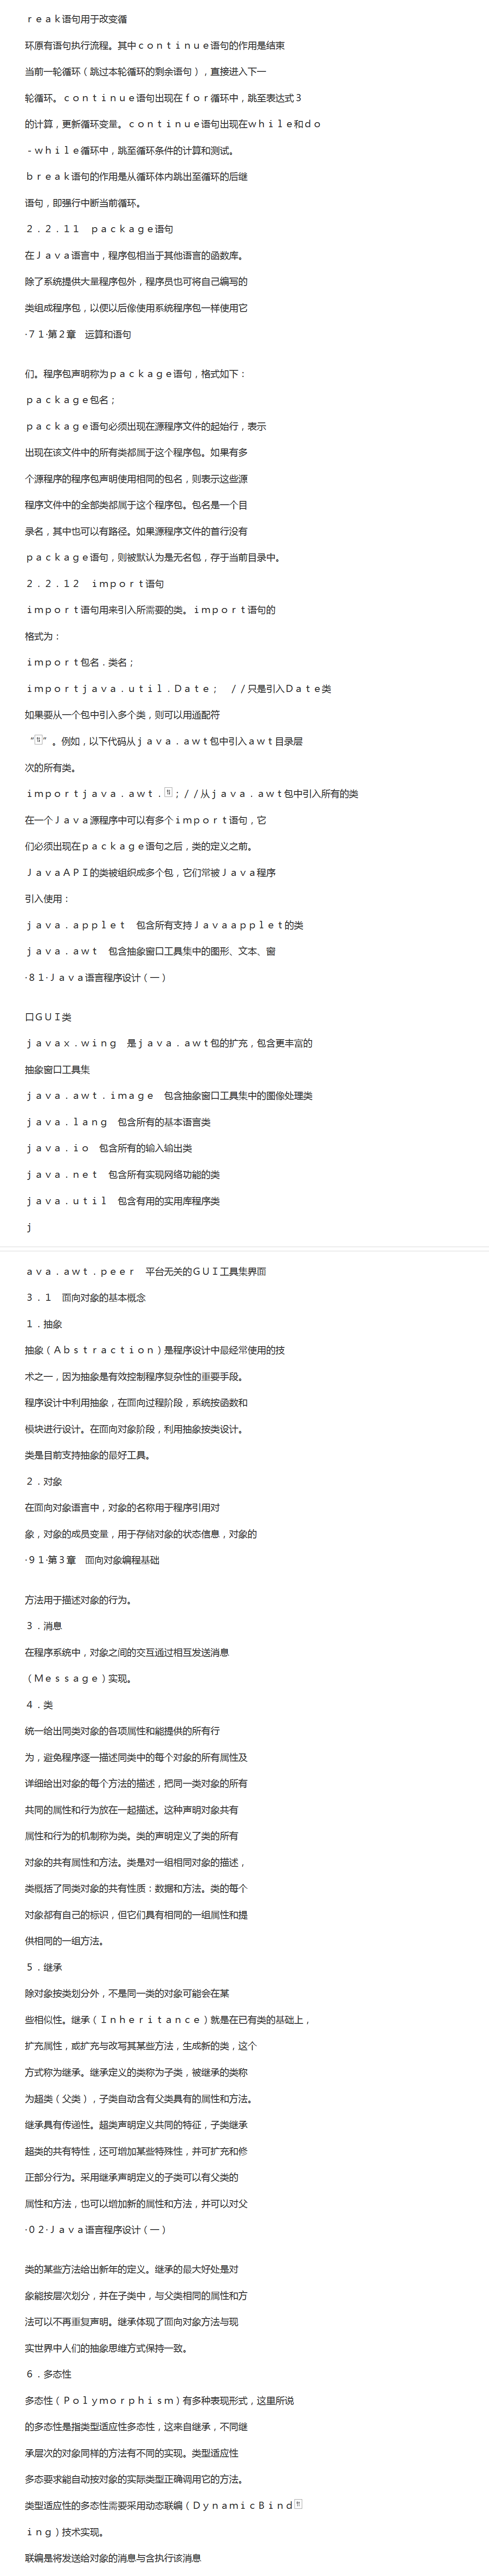 ｒｅａｋ语句用于改变循
环原有语句执行流程。其中ｃｏｎｔｉｎｕｅ语句的作用是结束
当前一轮循环（跳过本轮循环的剩余语句），直接进入下一
轮循环。ｃｏｎｔｉｎｕｅ语句出现在ｆｏｒ循环中，跳至表达式３
的计算，更新循环变量。ｃｏｎｔｉｎｕｅ语句出现在ｗｈｉｌｅ和ｄｏ
－ｗｈｉｌｅ循环中，跳至循环条件的计算和测试。
ｂｒｅａｋ语句的作用是从循环体内跳出至循环的后继
语句，即强行中断当前循环。
２．２．１１　ｐａｃｋａｇｅ语句
在Ｊａｖａ语言中，程序包相当于其他语言的函数库。
除了系统提供大量程序包外，程序员也可将自己编写的
类组成程序包，以便以后像使用系统程序包一样使用它
·７１·第２章　运算和语句
们。程序包声明称为ｐａｃｋａｇｅ语句，格式如下：
ｐａｃｋａｇｅ包名；
ｐａｃｋａｇｅ语句必须出现在源程序文件的起始行，表示
出现在该文件中的所有类都属于这个程序包。如果有多
个源程序的程序包声明使用相同的包名，则表示这些源
程序文件中的全部类都属于这个程序包。包名是一个目
录名，其中也可以有路径。如果源程序文件的首行没有
ｐａｃｋａｇｅ语句，则被默认为是无名包，存于当前目录中。
２．２．１２　ｉｍｐｏｒｔ语句
ｉｍｐｏｒｔ语句用来引入所需要的类。ｉｍｐｏｒｔ语句的
格式为：
ｉｍｐｏｒｔ包名．类名；
ｉｍｐｏｒｔｊａｖａ．ｕｔｉｌ．Ｄａｔｅ；　／／只是引入Ｄａｔｅ类
如果要从一个包中引入多个类，则可以用通配符
“”。例如，以下代码从ｊａｖａ．ａｗｔ包中引入ａｗｔ目录层
次的所有类。
ｉｍｐｏｒｔｊａｖａ．ａｗｔ．；／／从ｊａｖａ．ａｗｔ包中引入所有的类
在一个Ｊａｖａ源程序中可以有多个ｉｍｐｏｒｔ语句，它
们必须出现在ｐａｃｋａｇｅ语句之后，类的定义之前。
ＪａｖａＡＰＩ的类被组织成多个包，它们常被Ｊａｖａ程序
引入使用：
ｊａｖａ．ａｐｐｌｅｔ　包含所有支持Ｊａｖａａｐｐｌｅｔ的类
ｊａｖａ．ａｗｔ　包含抽象窗口工具集中的图形、文本、窗
·８１·Ｊａｖａ语言程序设计（一）
口ＧＵＩ类
ｊａｖａｘ．ｗｉｎｇ　是ｊａｖａ．ａｗｔ包的扩充，包含更丰富的
抽象窗口工具集
ｊａｖａ．ａｗｔ．ｉｍａｇｅ　包含抽象窗口工具集中的图像处理类
ｊａｖａ．ｌａｎｇ　包含所有的基本语言类
ｊａｖａ．ｉｏ　包含所有的输入输出类
ｊａｖａ．ｎｅｔ　包含所有实现网络功能的类
ｊａｖａ．ｕｔｉｌ　包含有用的实用库程序类
ｊ
ａｖａ．ａｗｔ．ｐｅｅｒ　平台无关的ＧＵＩ工具集界面
３．１　面向对象的基本概念
１．抽象
抽象（Ａｂｓｔｒａｃｔｉｏｎ）是程序设计中最经常使用的技
术之一，因为抽象是有效控制程序复杂性的重要手段。
程序设计中利用抽象，在面向过程阶段，系统按函数和
模块进行设计。在面向对象阶段，利用抽象按类设计。
类是目前支持抽象的最好工具。
２．对象
在面向对象语言中，对象的名称用于程序引用对
象，对象的成员变量，用于存储对象的状态信息，对象的
·９１·第３章　面向对象编程基础
方法用于描述对象的行为。
３．消息
在程序系统中，对象之间的交互通过相互发送消息
（Ｍｅｓｓａｇｅ）实现。
４．类
统一给出同类对象的各项属性和能提供的所有行
为，避免程序逐一描述同类中的每个对象的所有属性及
详细给出对象的每个方法的描述，把同一类对象的所有
共同的属性和行为放在一起描述。这种声明对象共有
属性和行为的机制称为类。类的声明定义了类的所有
对象的共有属性和方法。类是对一组相同对象的描述，
类概括了同类对象的共有性质：数据和方法。类的每个
对象都有自己的标识，但它们具有相同的一组属性和提
供相同的一组方法。
５．继承
除对象按类划分外，不是同一类的对象可能会在某
些相似性。继承（Ｉｎｈｅｒｉｔａｎｃｅ）就是在已有类的基础上，
扩充属性，或扩充与改写其某些方法，生成新的类，这个
方式称为继承。继承定义的类称为子类，被继承的类称
为超类（父类），子类自动含有父类具有的属性和方法。
继承具有传递性。超类声明定义共同的特征，子类继承
超类的共有特性，还可增加某些特殊性，并可扩充和修
正部分行为。采用继承声明定义的子类可以有父类的
属性和方法，也可以增加新的属性和方法，并可以对父
·０２·Ｊａｖａ语言程序设计（一）
类的某些方法给出新年的定义。继承的最大好处是对
象能按层次划分，并在子类中，与父类相同的属性和方
法可以不再重复声明。继承体现了面向对象方法与现
实世界中人们的抽象思维方式保持一致。
６．多态性
多态性（Ｐｏｌｙｍｏｒｐｈｉｓｍ）有多种表现形式，这里所说
的多态性是指类型适应性多态性，这来自继承，不同继
承层次的对象同样的方法有不同的实现。类型适应性
多态要求能自动按对象的实际类型正确调用它的方法。
类型适应性的多态性需要采用动态联编（ＤｙｎａｍｉｃＢｉｎｄ
ｉｎｇ）技术实现。
联编是将发送给对象的消息与含执行该消息